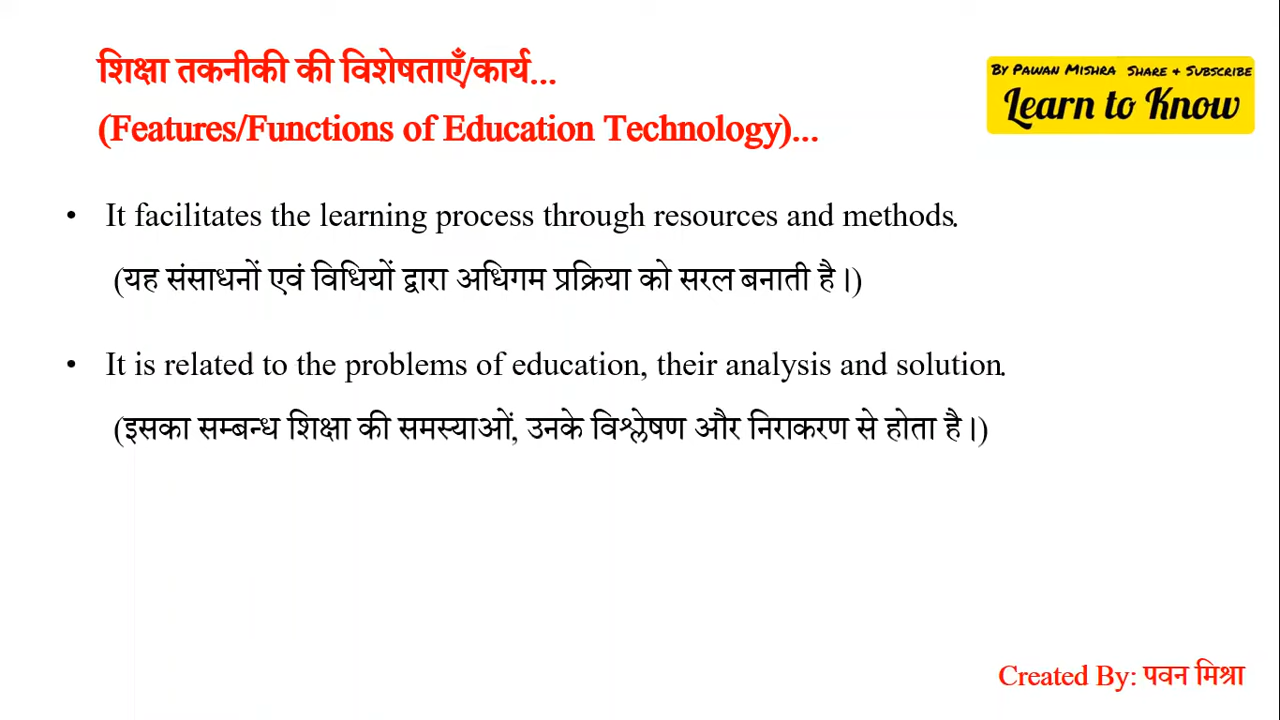 शिक्षा तकनीकी की विशेषताएँ/कार्य...
(Features/Functions of Education Technology)...
By Pawan Mishra Share & Subscribe
Learn to Know
• It facilitates the learning process through resources and methods.
(यह संसाधनों एवं विधियों द्वारा अधिगम प्रक्रिया को सरल बनाती है।)
• It is related to the problems of education, their analysis and solution.
(इसका सम्बन्ध शिक्षा की समस्याओं, उनके विश्लेषण और निराकरण से होता है।)
Created By: पवन मिश्रा